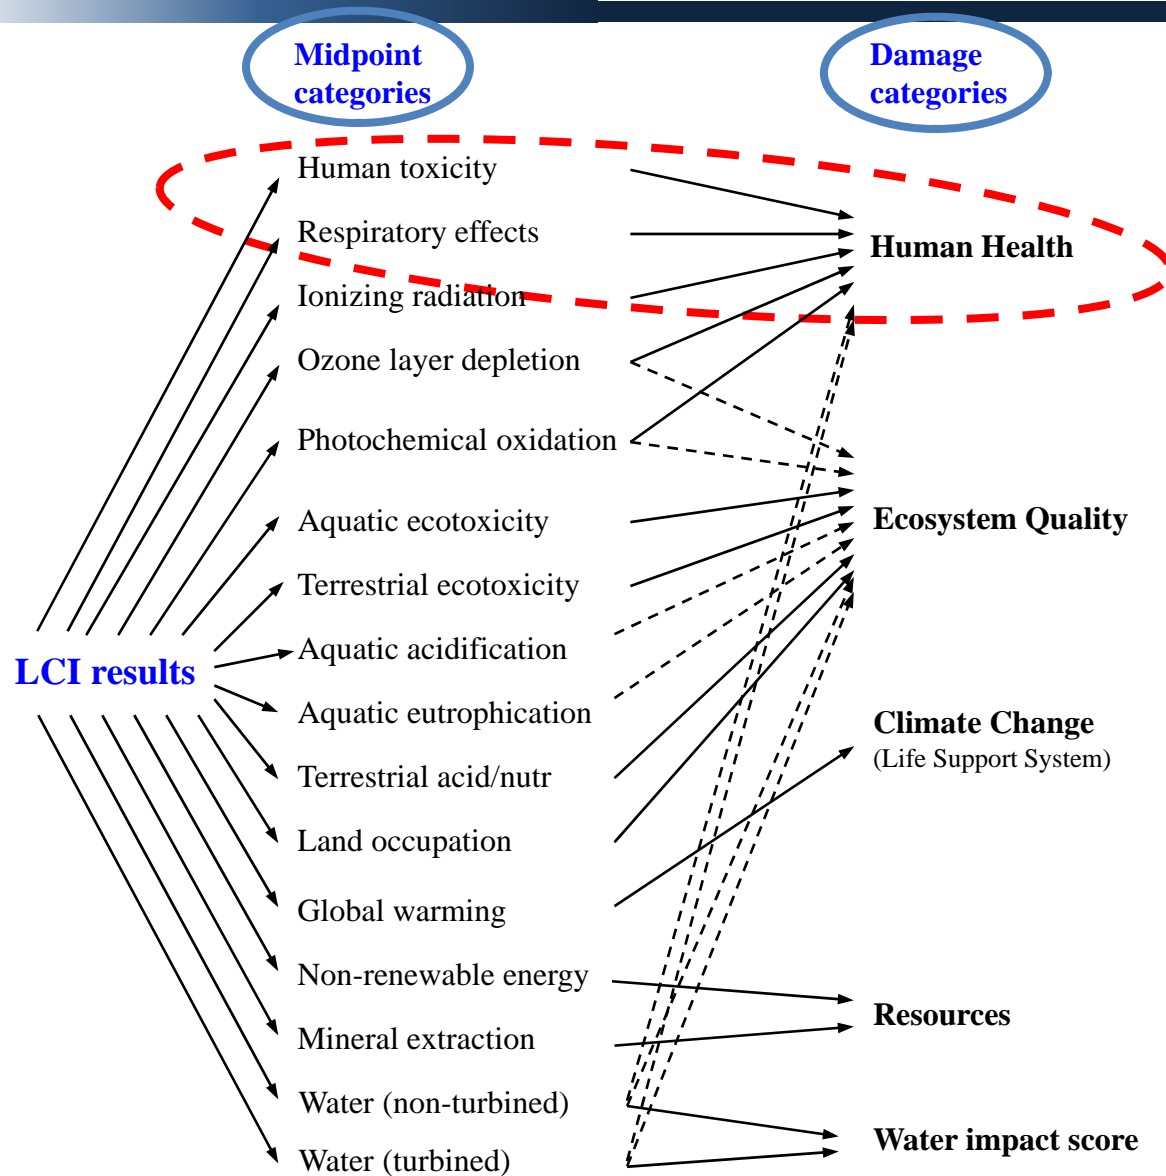 Midpoint
categories
Damage
categories
Human toxicity
Respiratory effects
Human Health
Ionizing radiation
Ozone layer depletion
Photochemical oxidation
Aquatic ecotoxicity
Ecosystem Quality
Terrestrial ecotoxicity
Aquatic acidification
LCI results
Aquatic eutrophication
Climate Change
(Life Support System)
Terrestrial acid/nutr
Land occupation
Global warming
Non-renewable energy
Resources
Mineral extraction
Water (non-turbined)
Water impact score
Water (turbined)